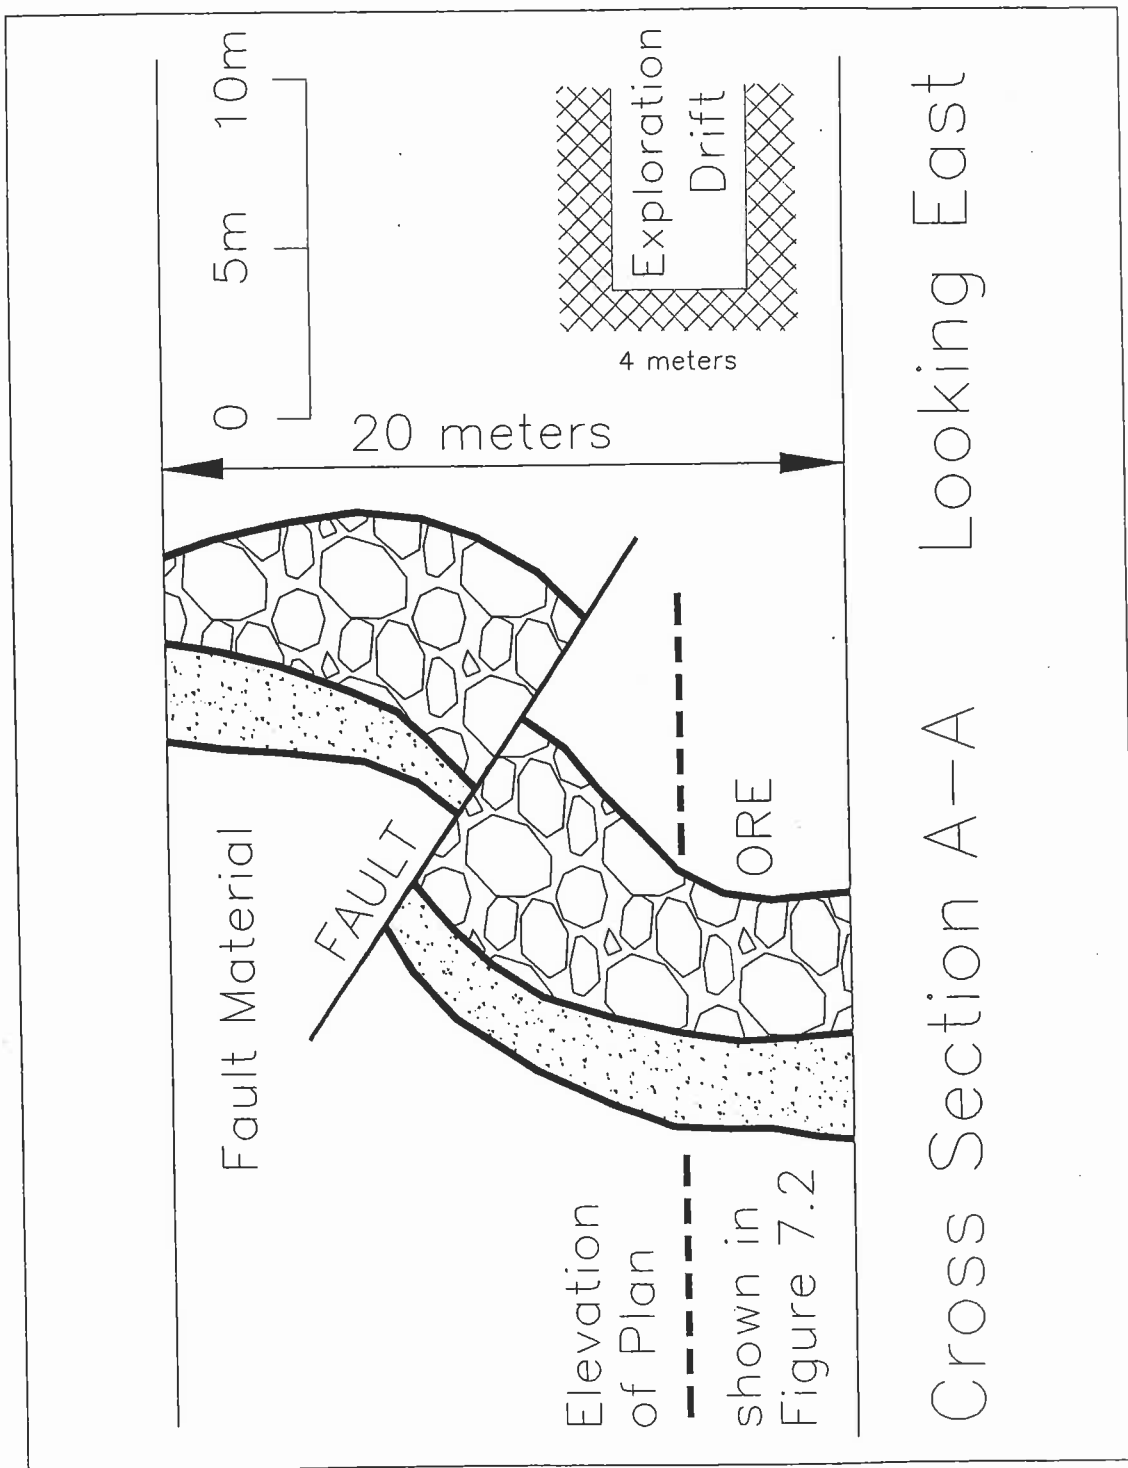 0    5m    10m
20 meters
Exploration
Drift
4 meters
Fault Material
FAULT
ORE
Elevation
of Plan
shown in
Figure 7.2
Cross Section A-A    Looking East